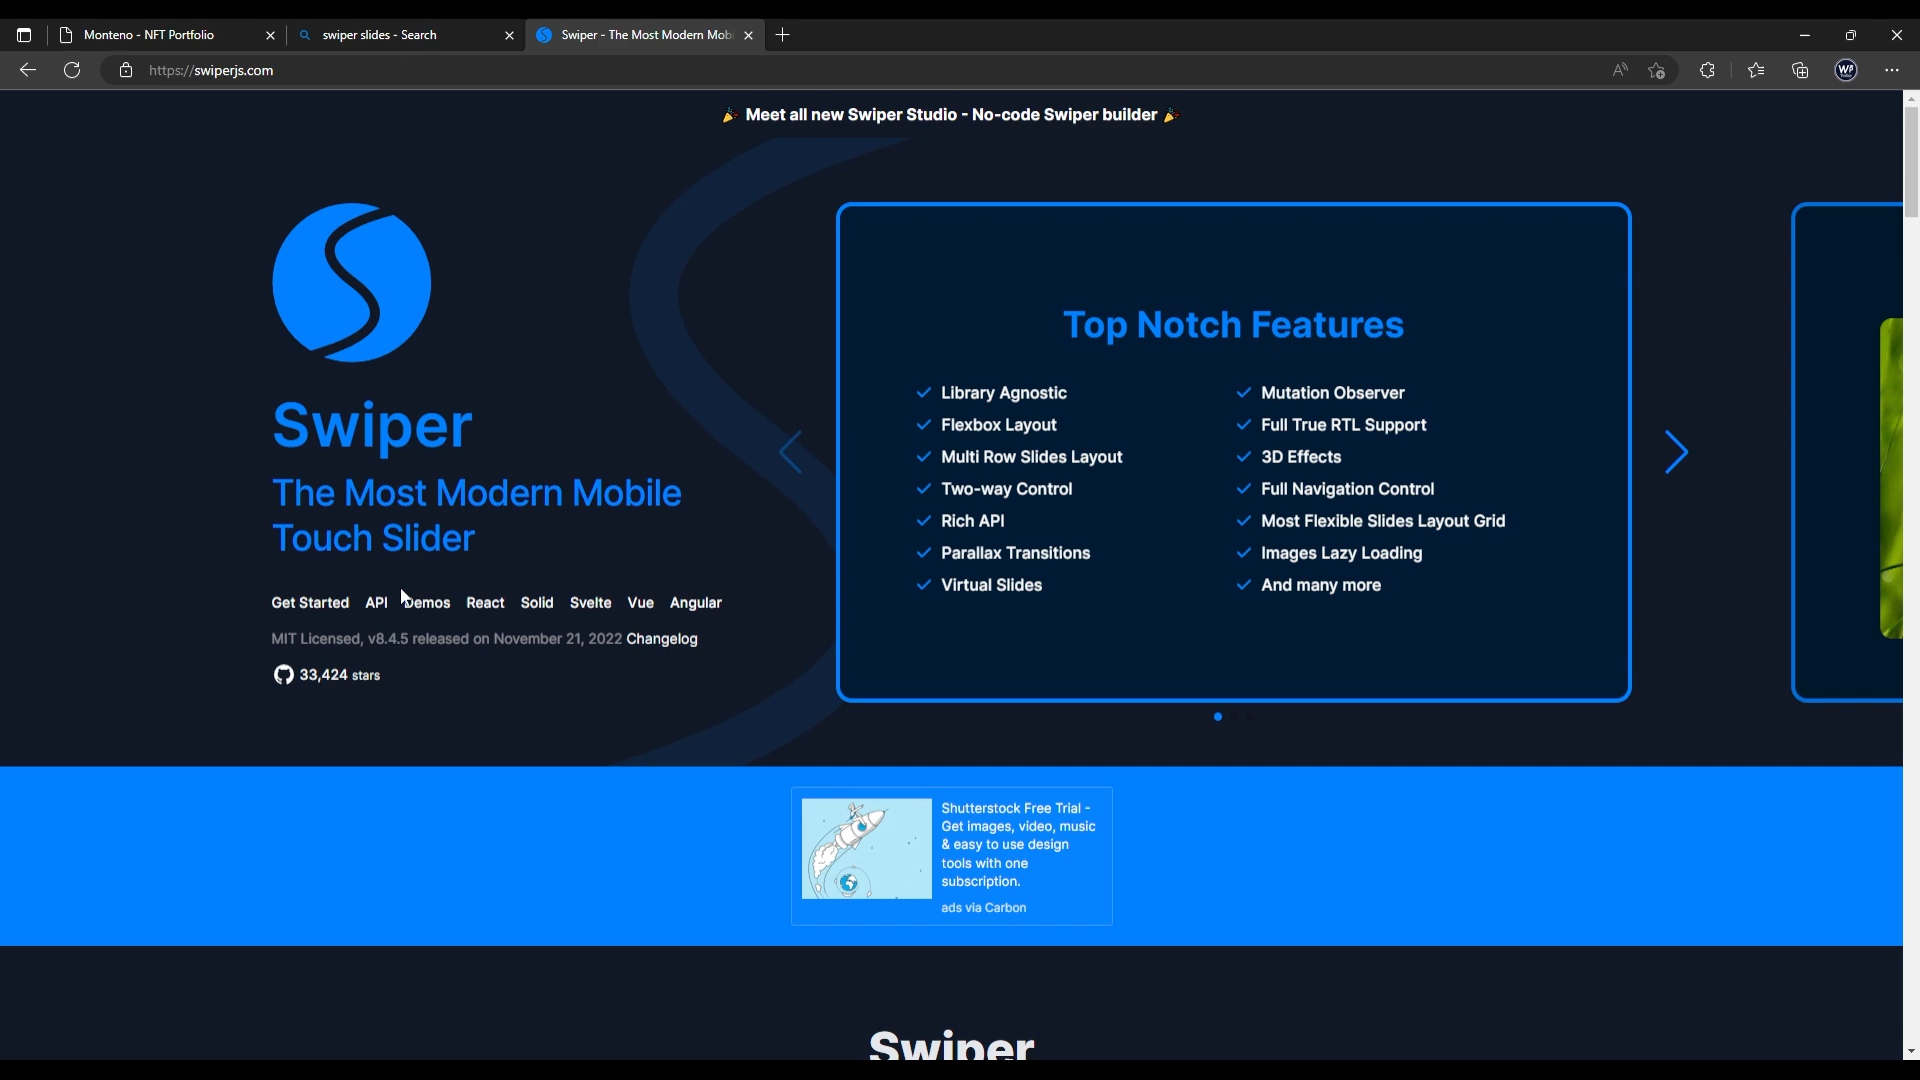 Monteno - NFT Portfolio
swiper slides - Search
Swiper - The Most Modern Mobi
https://swiperjs.com
🎉 Meet all new Swiper Studio - No-code Swiper builder 🎉
Swiper
The Most Modern Mobile
Touch Slider
Get Started API Demos React Solid Svelte Vue Angular
MIT Licensed, v8.4.5 released on November 21, 2022 Changelog
33,424 stars
Top Notch Features
Library Agnostic
Flexbox Layout
Multi Row Slides Layout
Two-way Control
Rich API
Parallax Transitions
Virtual Slides
Mutation Observer
Full True RTL Support
3D Effects
Full Navigation Control
Most Flexible Slides Layout Grid
Images Lazy Loading
And many more
Shutterstock Free Trial -
Get images, video, music
& easy to use design
tools with one
subscription.
ads via Carbon
Swiper